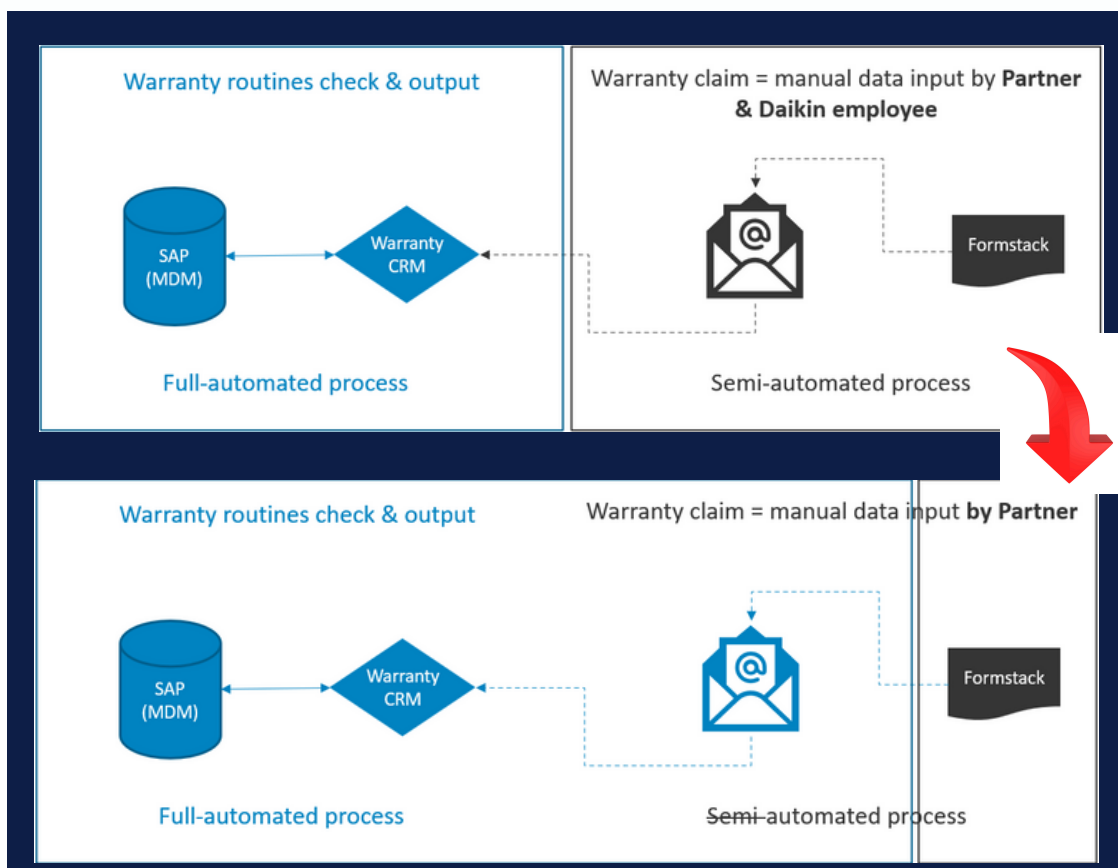 Warranty routines check & output
Warranty claim = manual data input by Partner
& Daikin employee
SAP
(MDM)
Warranty
CRM
@
Formstack
Full-automated process
Semi-automated process
Warranty routines check & output
Warranty claim = manual data input by Partner
SAP
(MDM)
Warranty
CRM
@
Formstack
Full-automated process
Semi-automated process